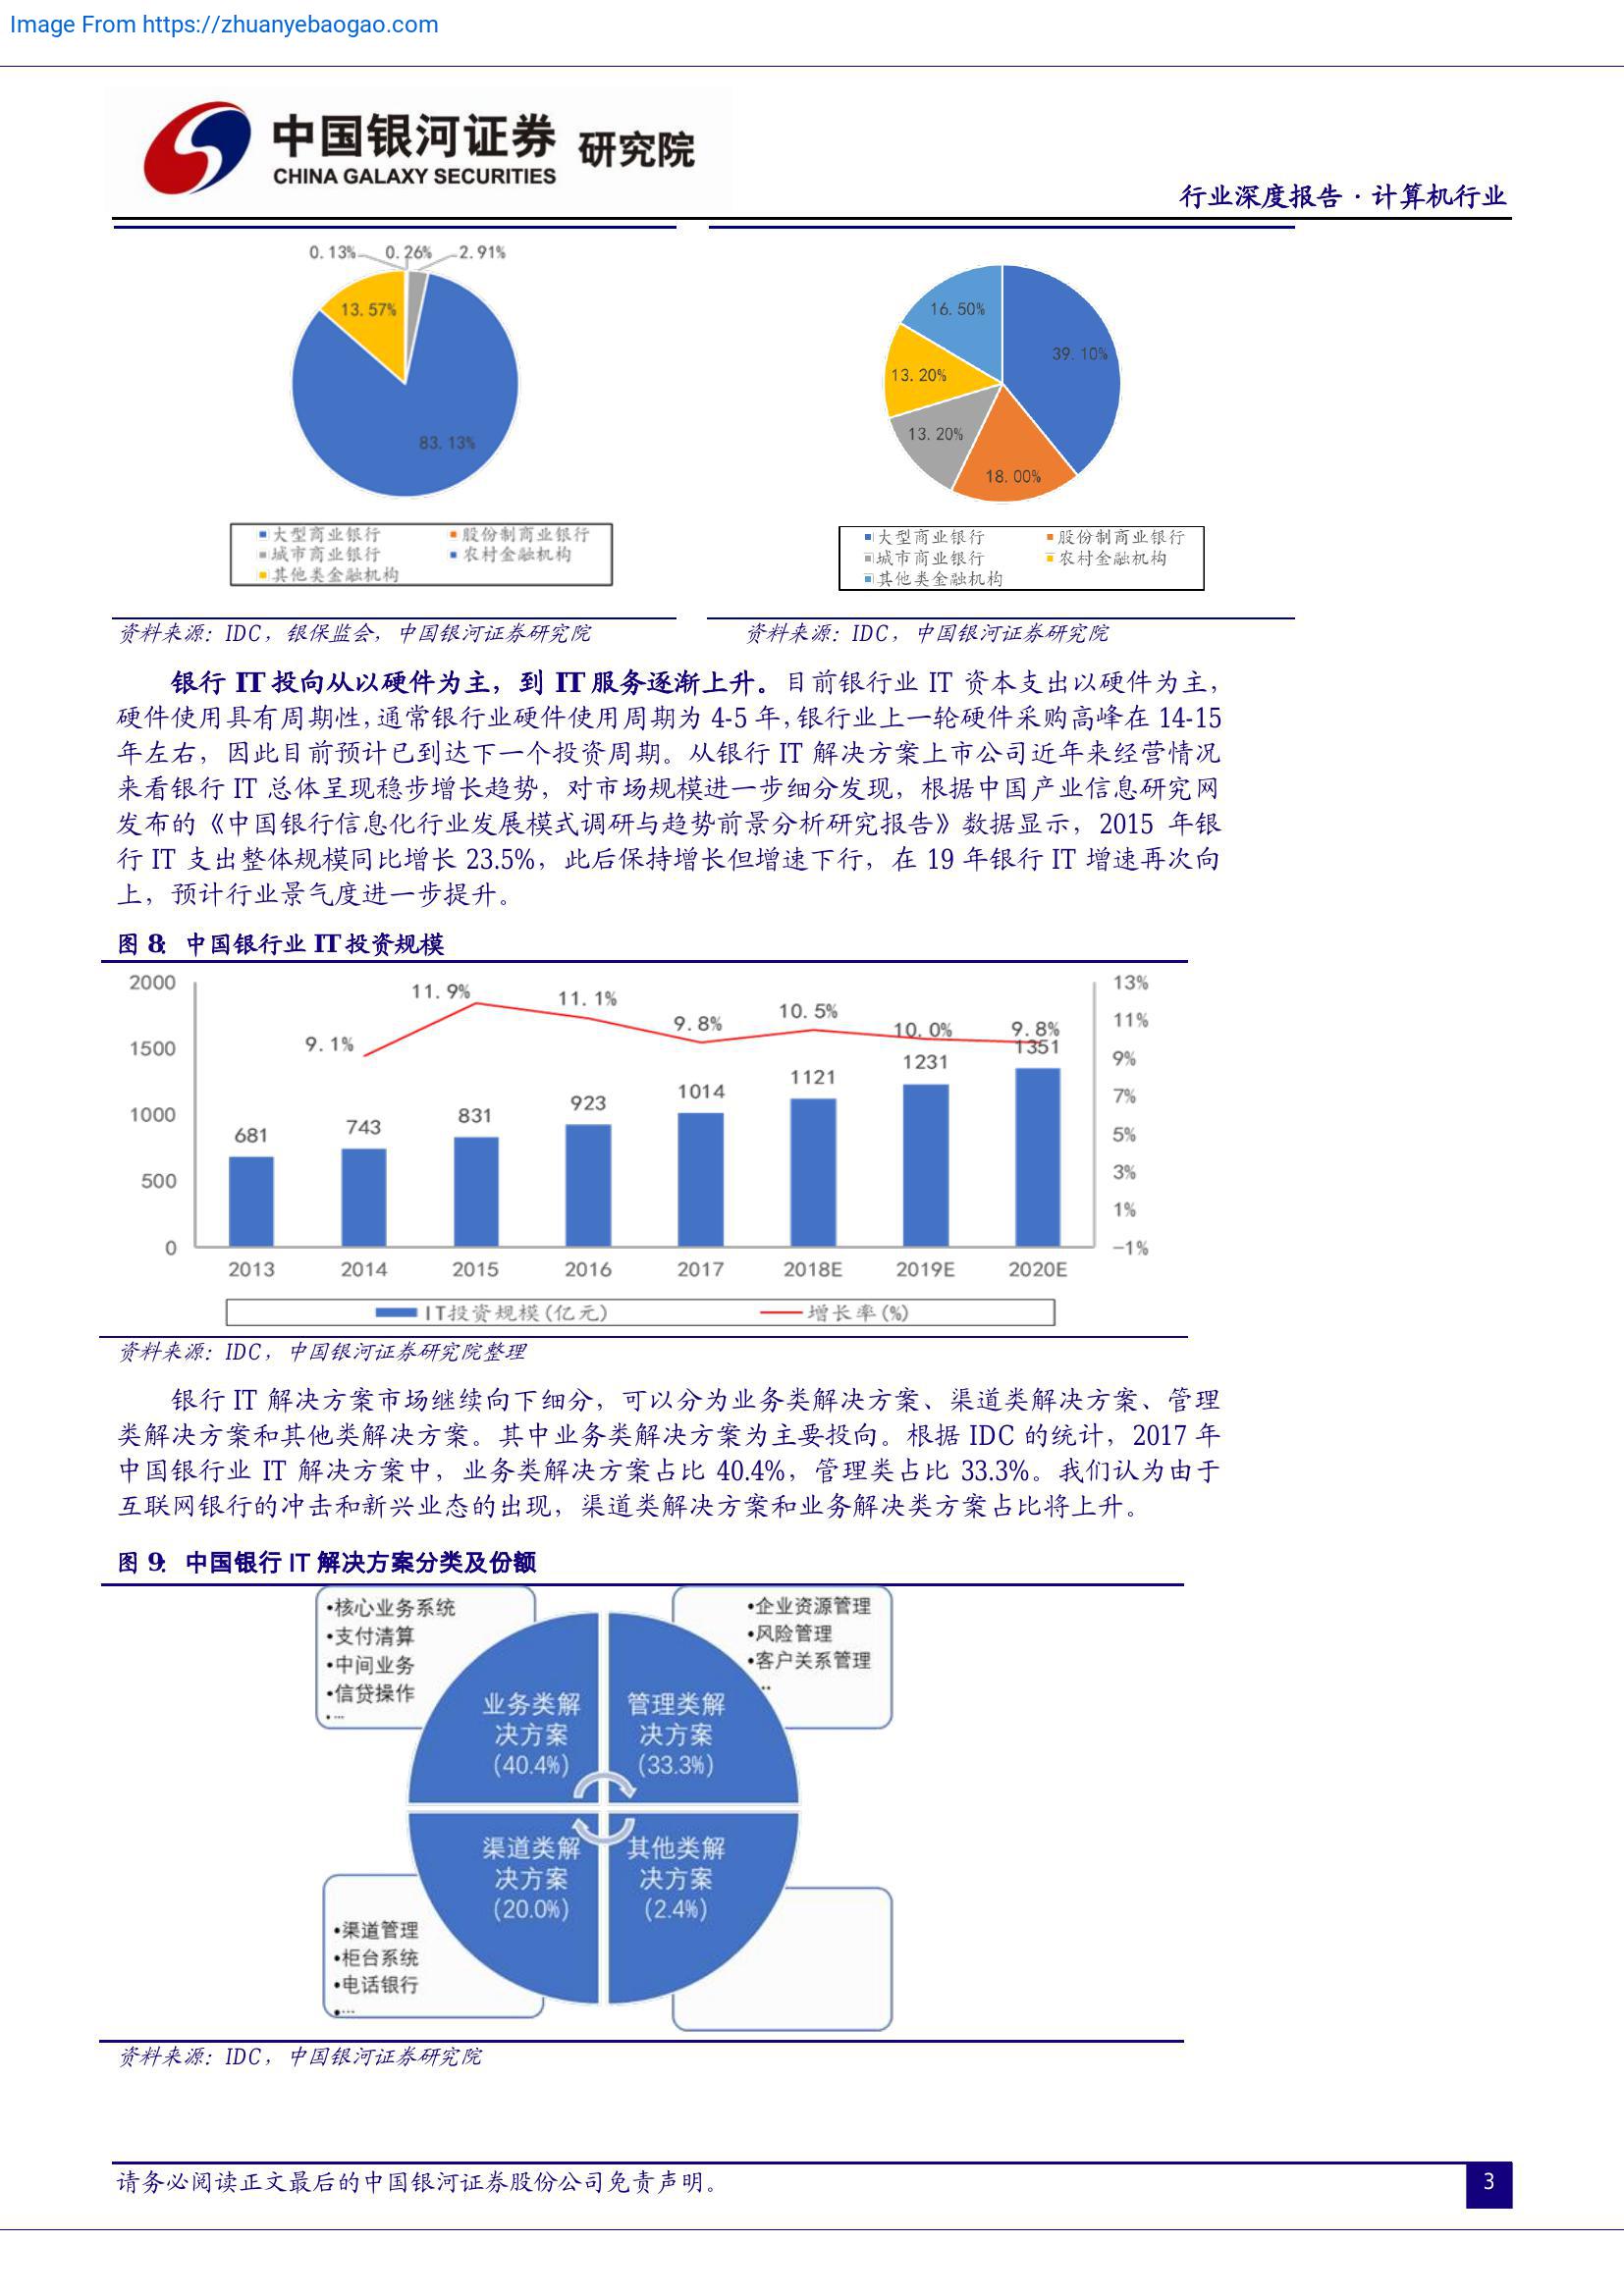 Image From https://zhuanyebaogao.com
中国银河证券 研究院
CHINA GALAXY SECURITIES
行业深度报告·计算机行业
0.13% 0.26% 2.91%
13.57%
83.13%
大型商业银行 股份制商业银行
城市商业银行 农村金融机构
其他类金融机构
16.50%
39.10%
13.20%
13.20%
18.00%
大型商业银行 股份制商业银行
城市商业银行 农村金融机构
其他类金融机构
资料来源：IDC，银保监会，中国银河证券研究院
资料来源：IDC，中国银河证券研究院
银行 IT 投向从以硬件为主，到 IT 服务逐渐上升。目前银行业 IT 资本支出以硬件为主，
硬件使用具有周期性，通常银行业硬件使用周期为 4-5 年，银行业上一轮硬件采购高峰在 14-15
年左右，因此目前预计已到达下一个投资周期。从银行 IT 解决方案上市公司近年来经营情况
来看银行 IT 总体呈现稳步增长趋势，对市场规模进一步细分发现，根据中国产业信息研究网
发布的《中国银行信息化行业发展模式调研与趋势前景分析研究报告》数据显示，2015 年银
行 IT 支出整体规模同比增长 23.5%，此后保持增长但增速下行，在 19 年银行 IT 增速再次向
上，预计行业景气度进一步提升。
图 8: 中国银行业 IT 投资规模
2000
1500
1000
500
0
13%
11%
9%
7%
5%
3%
1%
-1%
9.1% 11.9% 11.1% 9.8% 10.5% 10.0% 9.8%
681 743 831 923 1014 1121 1231 1351
2013 2014 2015 2016 2017 2018E 2019E 2020E
IT投资规模(亿元) 增长率(%)
资料来源：IDC，中国银河证券研究院整理
银行 IT 解决方案市场继续向下细分，可以分为业务类解决方案、渠道类解决方案、管理
类解决方案和其他类解决方案。其中业务类解决方案为主要投向。根据 IDC 的统计，2017 年
中国银行业 IT 解决方案中，业务类解决方案占比 40.4%，管理类占比 33.3%。我们认为由于
互联网银行的冲击和新兴业态的出现，渠道类解决方案和业务解决类方案占比将上升。
图 9: 中国银行 IT 解决方案分类及份额
•核心业务系统
•支付清算
•中间业务
•信贷操作
•...
•企业资源管理
•风险管理
•客户关系管理
..
业务类解
决方案
(40.4%)
管理类解
决方案
(33.3%)
渠道类解
决方案
(20.0%)
其他类解
决方案
(2.4%)
•渠道管理
•柜台系统
•电话银行
•...
资料来源：IDC，中国银河证券研究院
请务必阅读正文最后的中国银河证券股份公司免责声明。
3